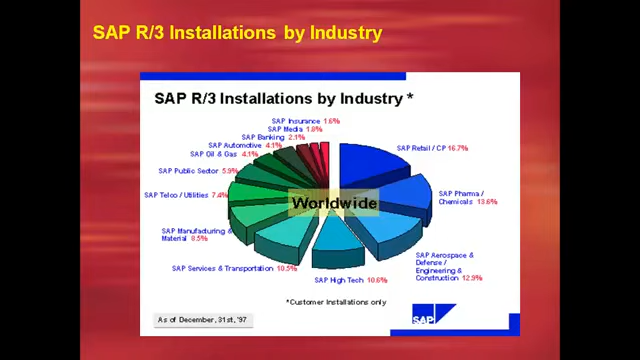 SAP R/3 Installations by Industry
SAP R/3 Installations by Industry *
SAP Insurance 1.6%
SAP Media 1.8%
SAP Banking 2.1%
SAP Automotive 4.1%
SAP Oil & Gas 4.1%
SAP Public Sector 5.9%
SAP Telco / Utilities 7.4%
SAP Manufacturing &
Material 8.5%
SAP Services & Transportation 10.5%
SAP High Tech 10.6%
SAP Aerospace &
Defense /
Engineering &
Construction 12.9%
SAP Pharma /
Chemicals 13.6%
SAP Retail / CP 16.7%
Worldwide
*Customer Installations only
As of December, 31st, '97
SAP